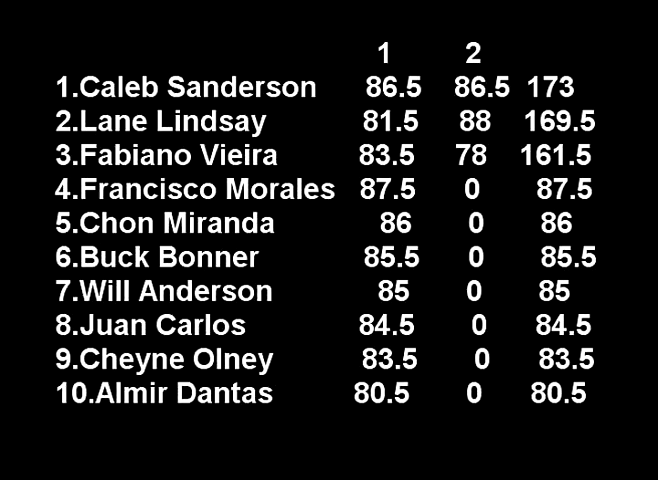 1 2
1.Caleb Sanderson 86.5 86.5 173
2.Lane Lindsay 81.5 88 169.5
3.Fabiano Vieira 83.5 78 161.5
4.Francisco Morales 87.5 0 87.5
5.Chon Miranda 86 0 86
6.Buck Bonner 85.5 0 85.5
7.Will Anderson 85 0 85
8.Juan Carlos 84.5 0 84.5
9.Cheyne Olney 83.5 0 83.5
10.Almir Dantas 80.5 0 80.5